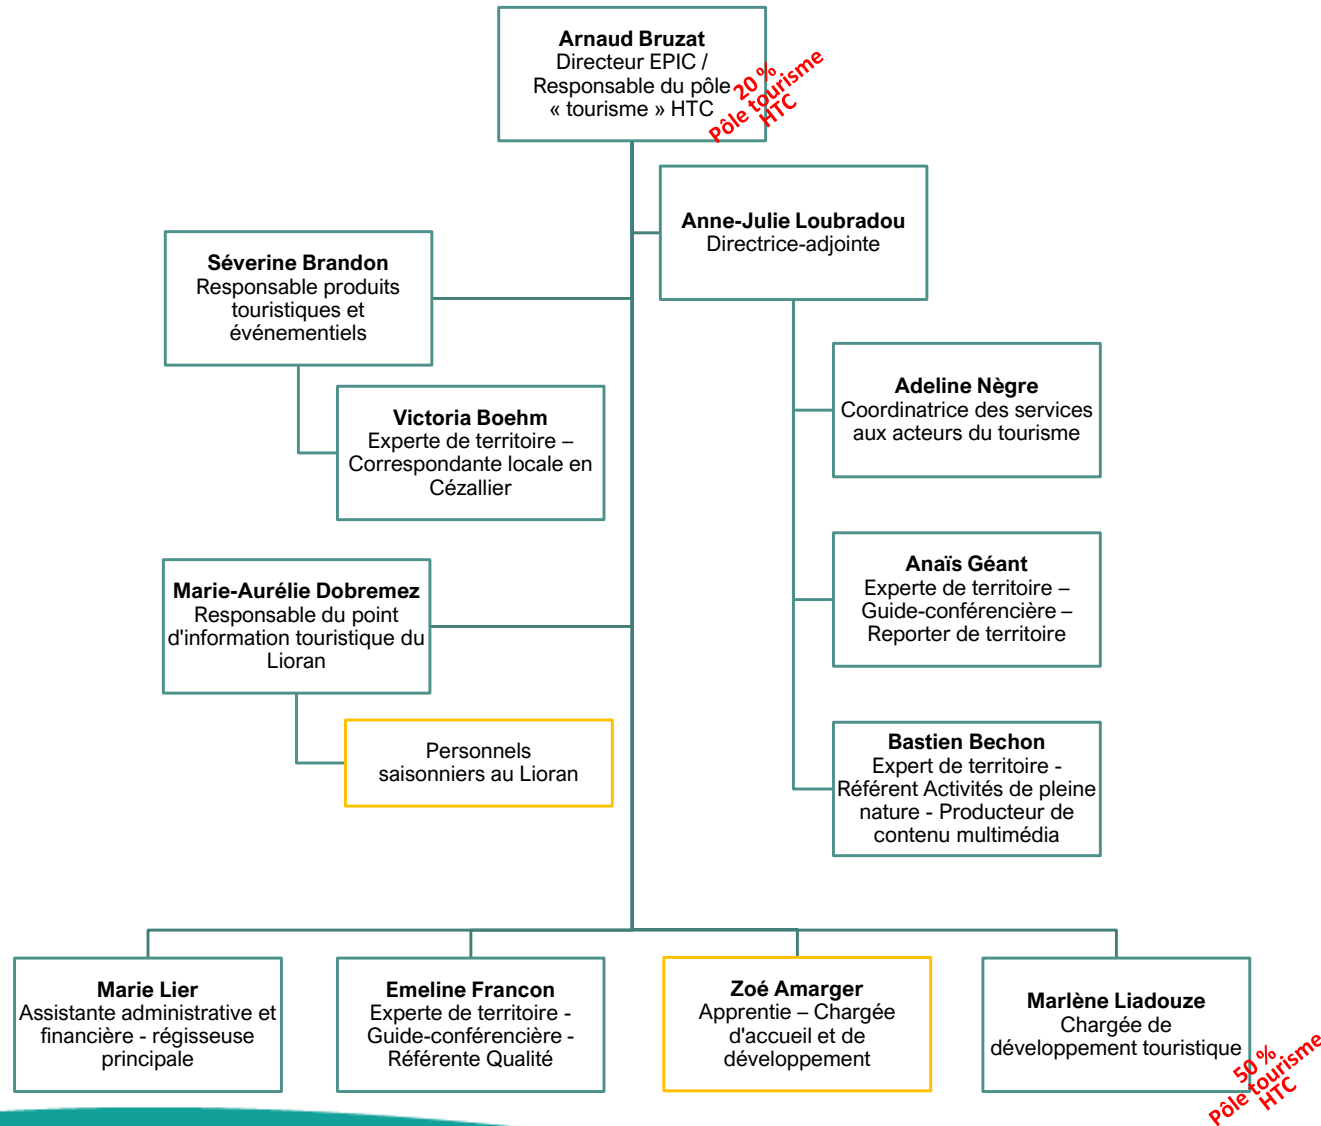 Arnaud Bruzat
Directeur EPIC /
Responsable du pôle
« tourisme » HTC
20 %
Pôle tourisme
HTC
Anne-Julie Loubradou
Directrice-adjointe
Séverine Brandon
Responsable produits
touristiques et
événementiels
Victoria Boehm
Experte de territoire –
Correspondante locale en
Cézallier
Adeline Nègre
Coordinatrice des services
aux acteurs du tourisme
Anaïs Géant
Experte de territoire –
Guide-conférencière –
Reporter de territoire
Marie-Aurélie Dobremez
Responsable du point
d'information touristique du
Lioran
Personnels
saisonniers au Lioran
Bastien Bechon
Expert de territoire -
Référent Activités de pleine
nature - Producteur de
contenu multimédia
Marie Lier
Assistante administrative et
financière - régisseuse
principale
Emeline Francon
Experte de territoire -
Guide-conférencière -
Référente Qualité
Zoé Amarger
Apprentie – Chargée
d'accueil et de
développement
Marlène Liadouze
Chargée de
développement touristique
50 %
Pôle tourisme
HTC